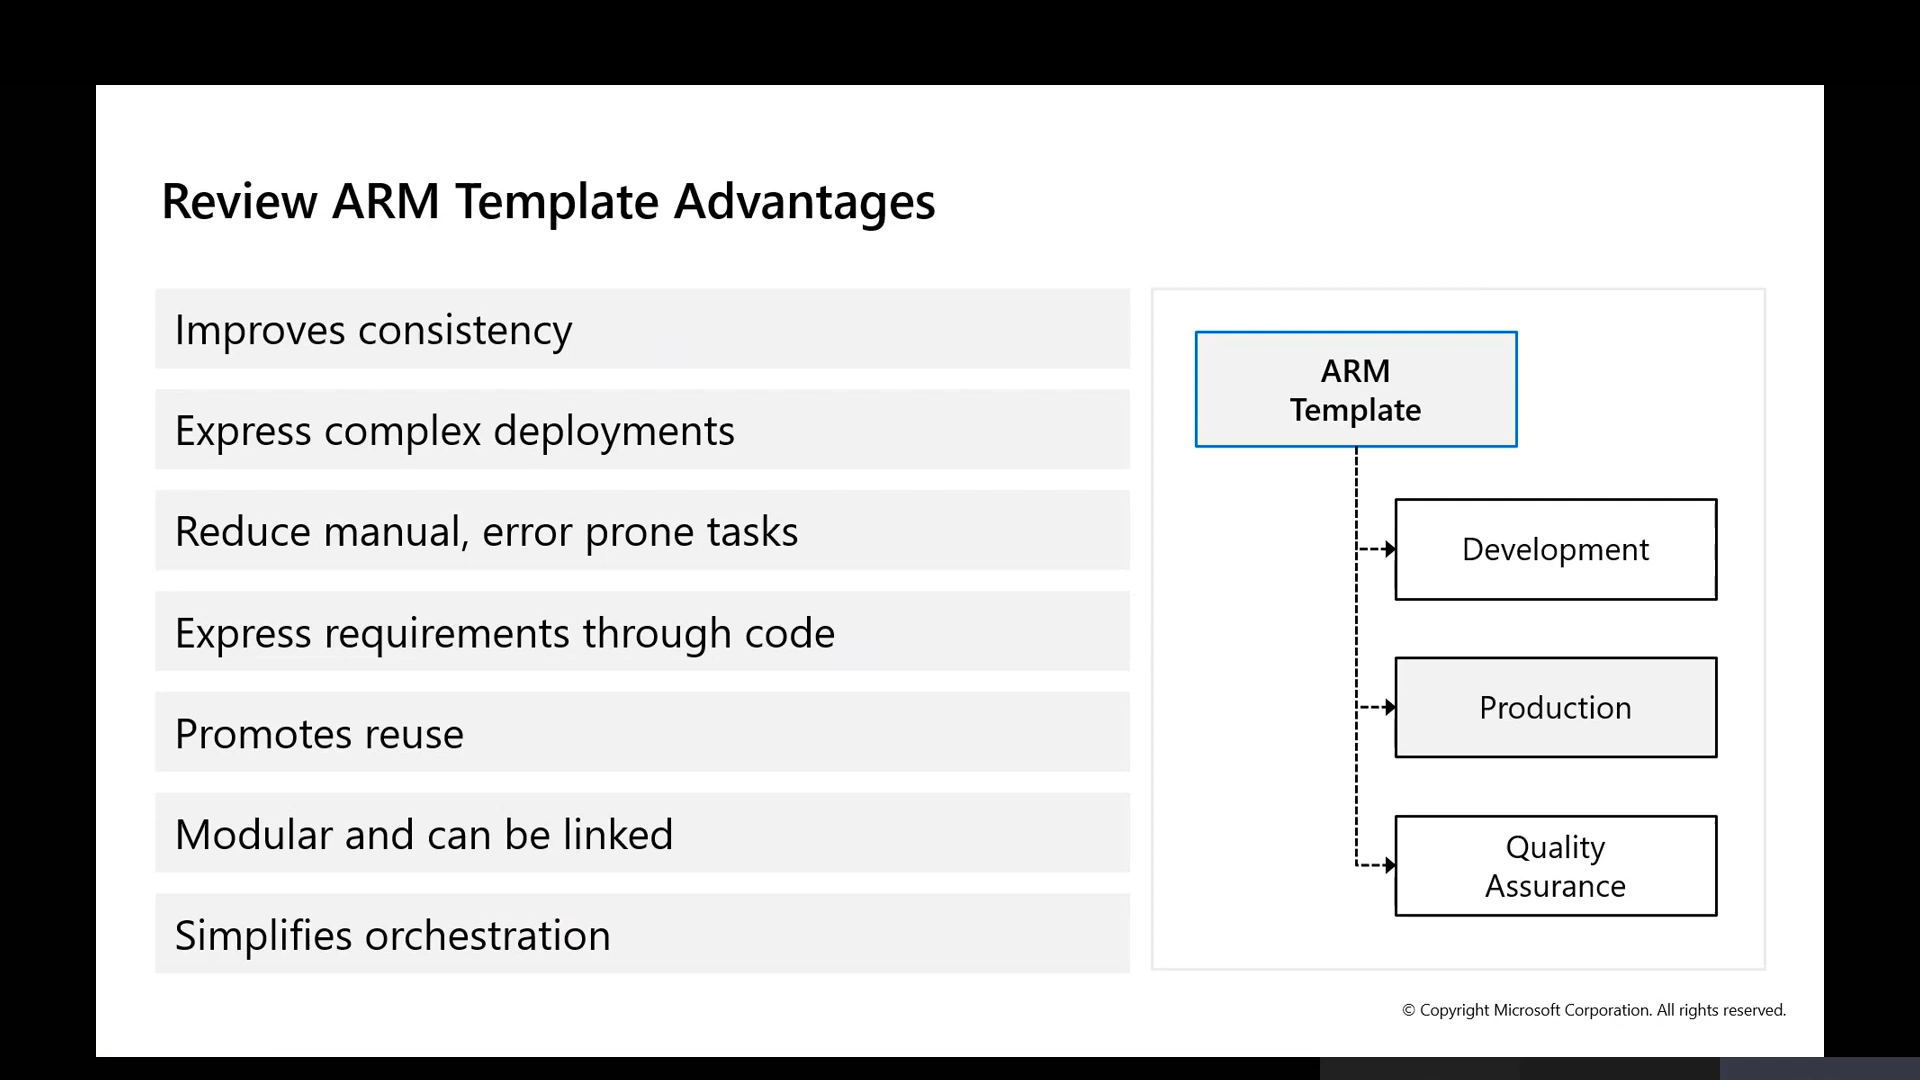 Review ARM Template Advantages
Improves consistency
Express complex deployments
Reduce manual, error prone tasks
Express requirements through code
Promotes reuse
Modular and can be linked
Simplifies orchestration
ARM
Template
Development
Production
Quality
Assurance
© Copyright Microsoft Corporation. All rights reserved.